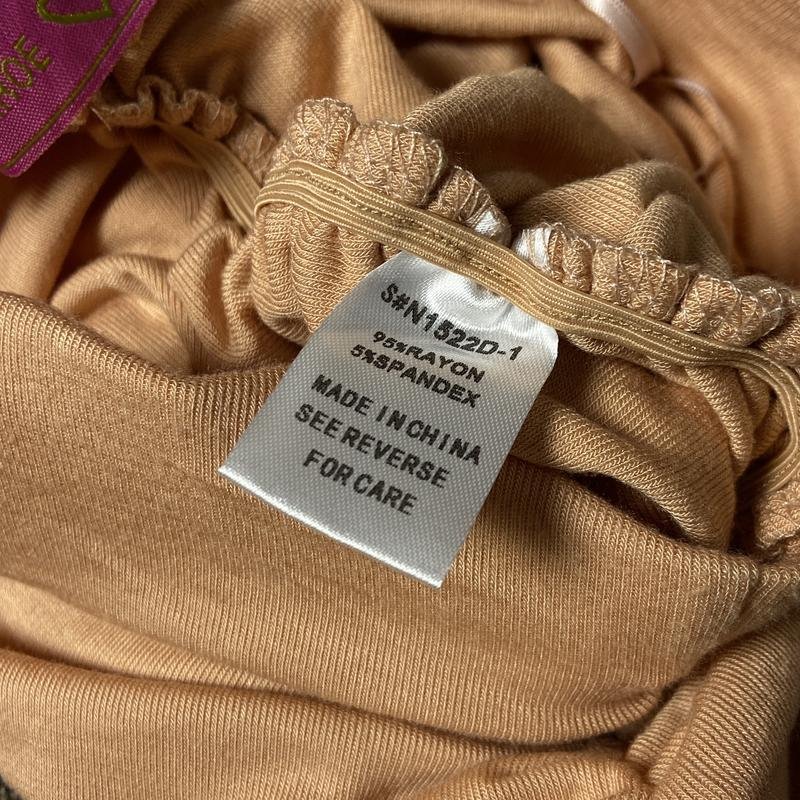 S#N1522D-1
95%RAYON
5%SPANDEX
MADE IN CHINA
SEE REVERSE
FOR CARE